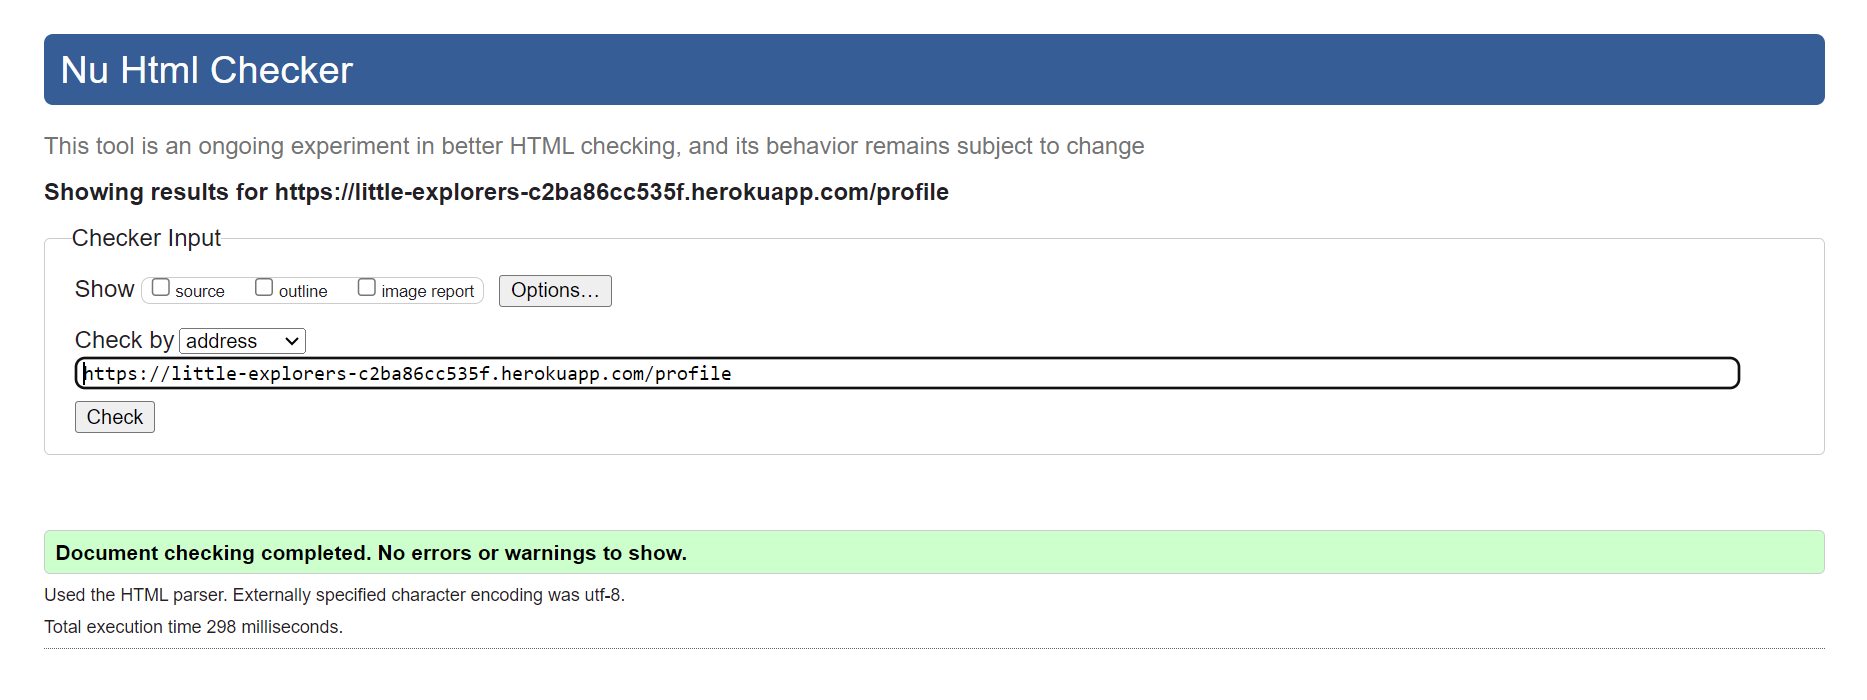 Nu Html Checker
This tool is an ongoing experiment in better HTML checking, and its behavior remains subject to change
Showing results for https://little-explorers-c2ba86cc535f.herokuapp.com/profile
Checker Input
Show source outline image report Options...
Check by address
https://little-explorers-c2ba86cc535f.herokuapp.com/profile
Check
Document checking completed. No errors or warnings to show.
Used the HTML parser. Externally specified character encoding was utf-8.
Total execution time 298 milliseconds.